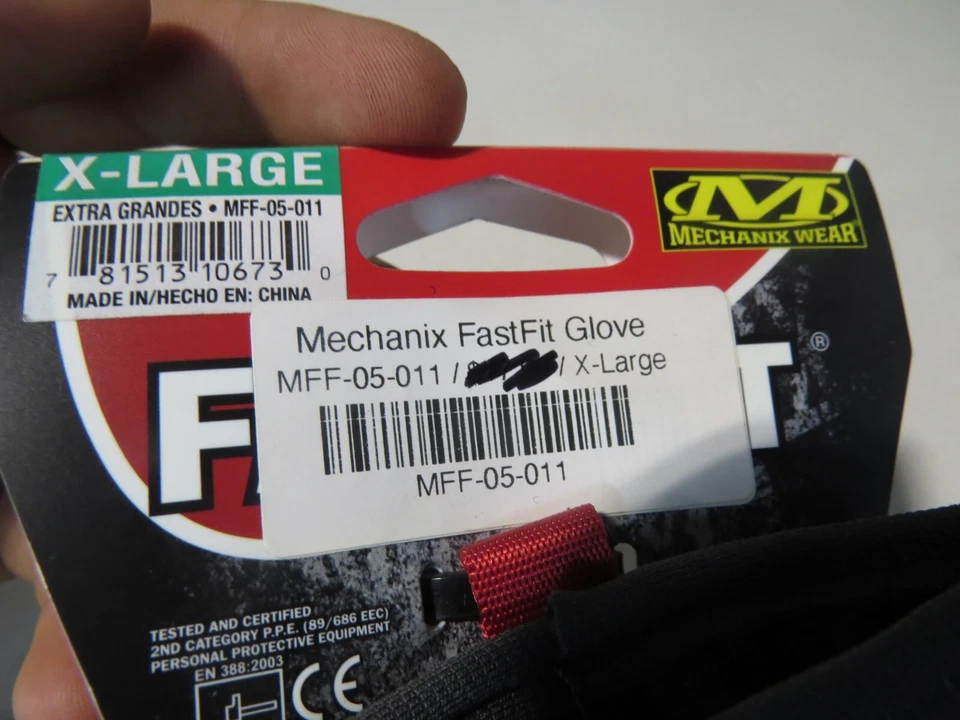 X-LARGE
EXTRA GRANDES • MFF-05-011
7 81513 10673 0
MADE IN/HECHO EN: CHINA
M
MECHANIX WEAR®
Mechanix FastFit Glove
MFF-05-011 / / X-Large
MFF-05-011
FA T®
TESTED AND CERTIFIED
2ND CATEGORY P.P.E. (89/686 EEC)
PERSONAL PROTECTIVE EQUIPMENT
EN 388:2003
CE